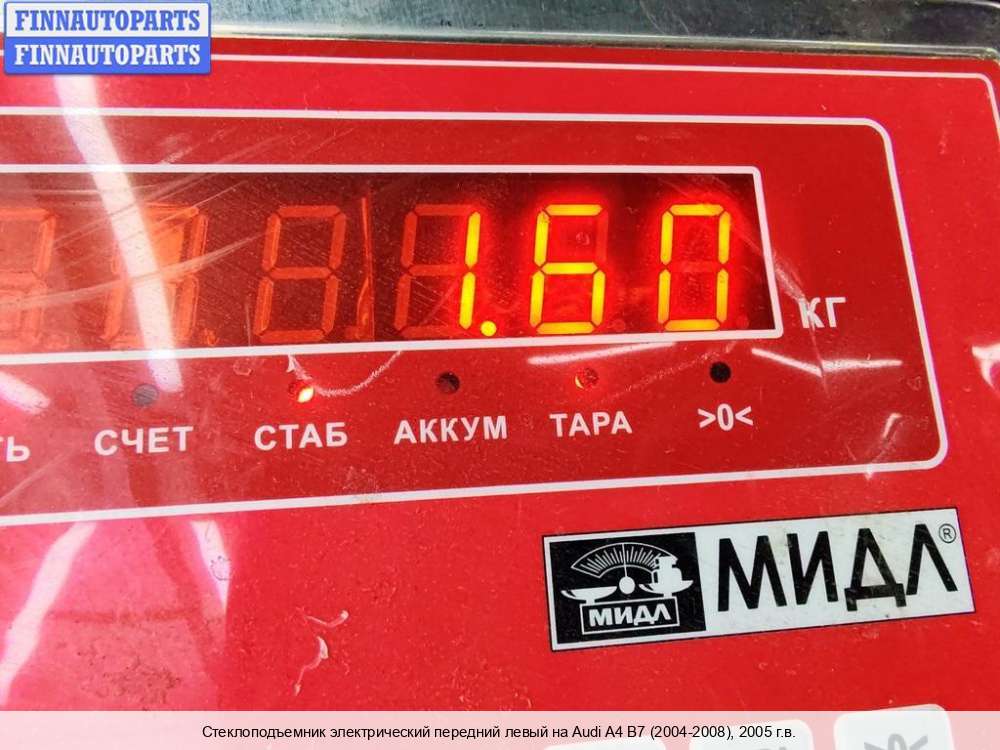 FINNAUTOPARTS
FINNAUTOPARTS
1.60
КГ
СЧЕТ СТАБ АККУМ ТАРА >0<
МИДЛ МИДЛ®
Стеклоподъемник электрический передний левый на Audi A4 B7 (2004-2008), 2005 г.в.